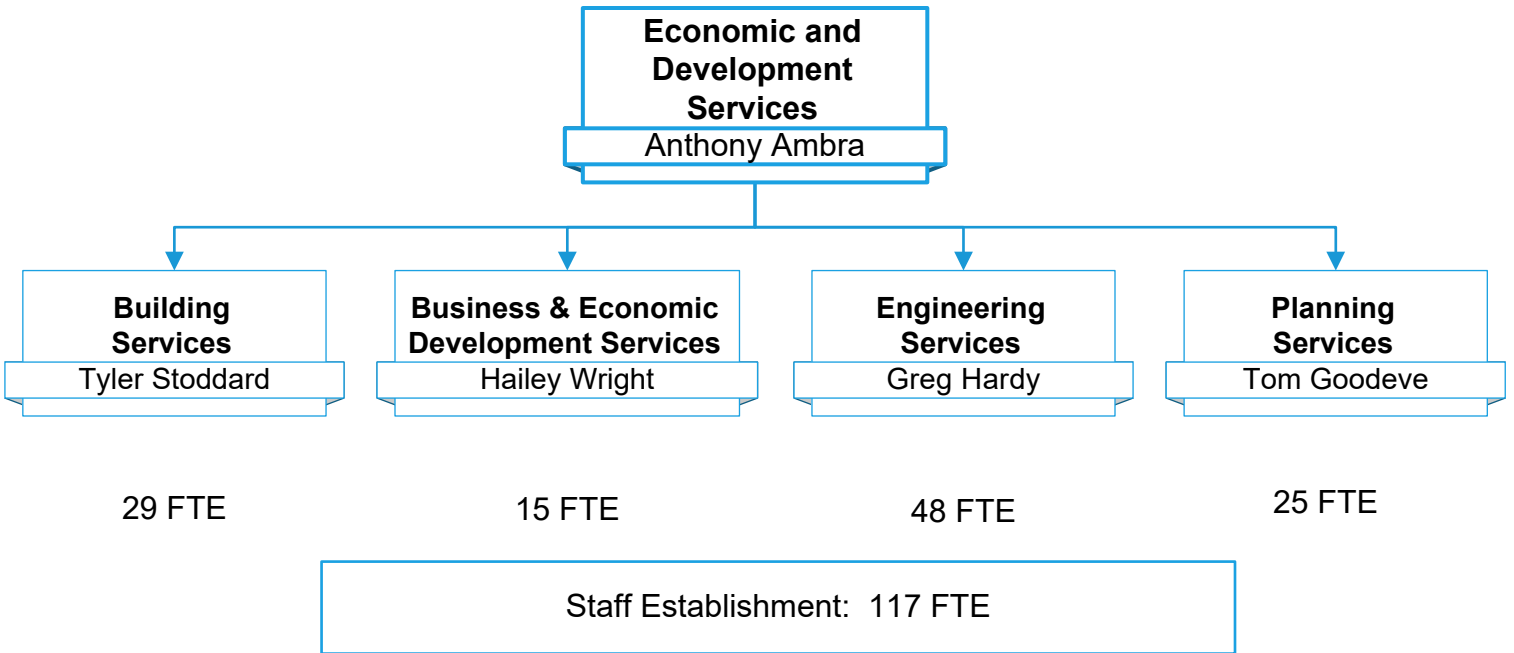 Economic and
Development
Services
Anthony Ambra
Building
Services
Tyler Stoddard
Business & Economic
Development Services
Hailey Wright
Engineering
Services
Greg Hardy
Planning
Services
Tom Goodeve
29 FTE
15 FTE
48 FTE
25 FTE
Staff Establishment: 117 FTE